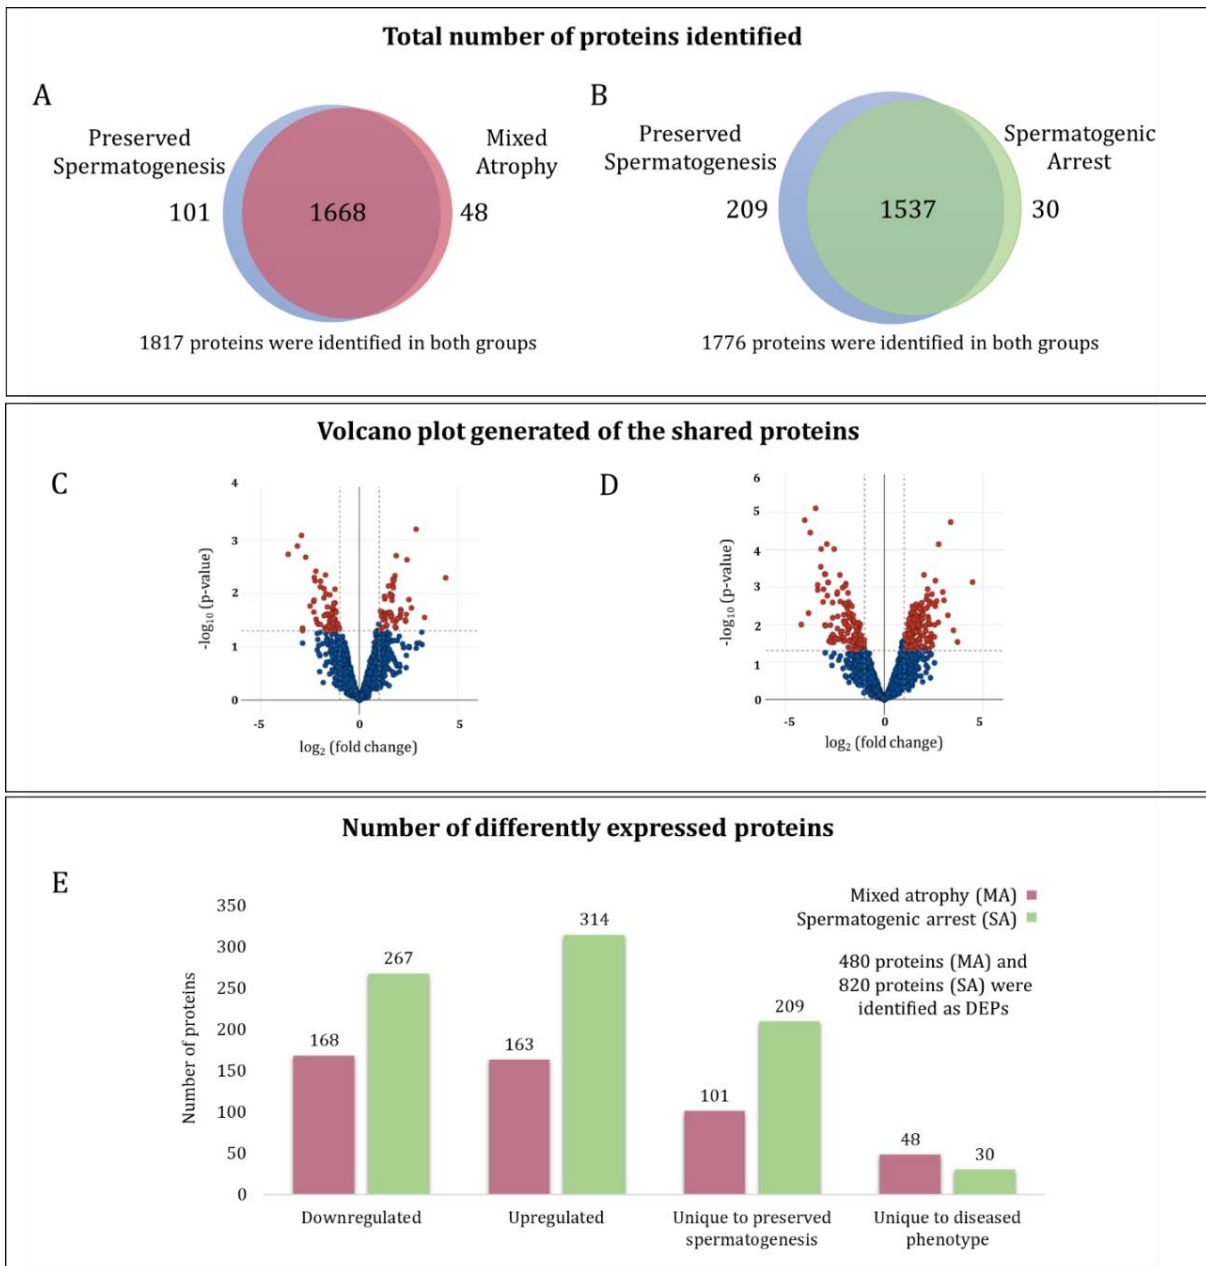 Total number of proteins identified
A
Preserved
Spermatogenesis
101
1668
Mixed
Atrophy
48
1817 proteins were identified in both groups
B
Preserved
Spermatogenesis
209
1537
Spermatogenic
Arrest
30
1776 proteins were identified in both groups
Volcano plot generated of the shared proteins
C
4
3
2
1
0
-log10 (p-value)
-5
0
5
log2 (fold change)
D
6
5
4
3
2
1
0
-log10 (p-value)
-5
0
5
log2 (fold change)
Number of differently expressed proteins
E
Mixed atrophy (MA)
Spermatogenic arrest (SA)
480 proteins (MA) and
820 proteins (SA) were
identified as DEPs
Number of proteins
350
300
250
200
150
100
50
0
168
267
163
314
101
209
48
30
Downregulated
Upregulated
Unique to preserved
spermatogenesis
Unique to diseased
phenotype